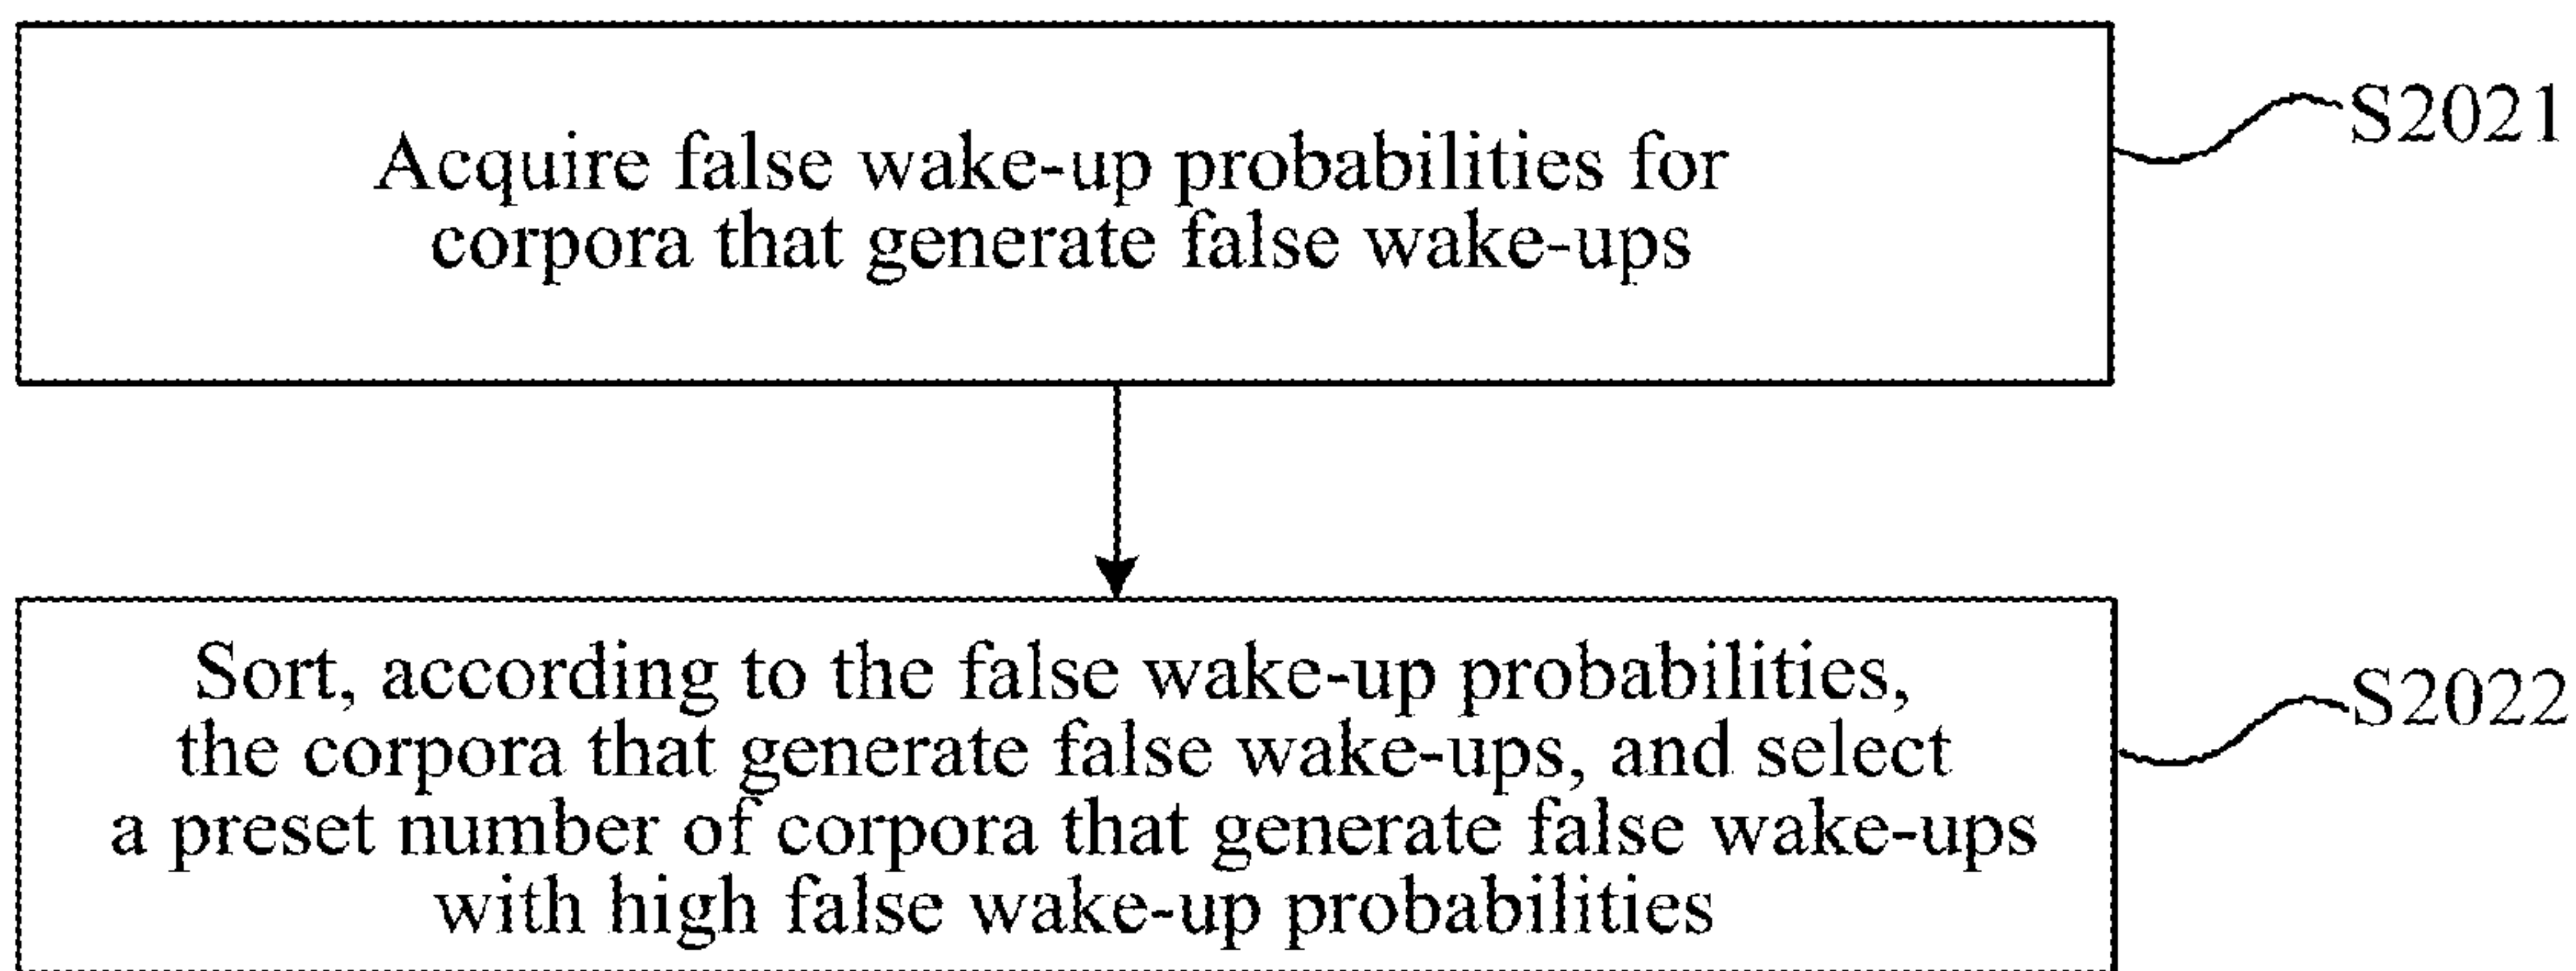 Acquire false wake-up probabilities for
corpora that generate false wake-ups
S2021
Sort, according to the false wake-up probabilities,
the corpora that generate false wake-ups, and select
a preset number of corpora that generate false wake-ups
with high false wake-up probabilities
S2022